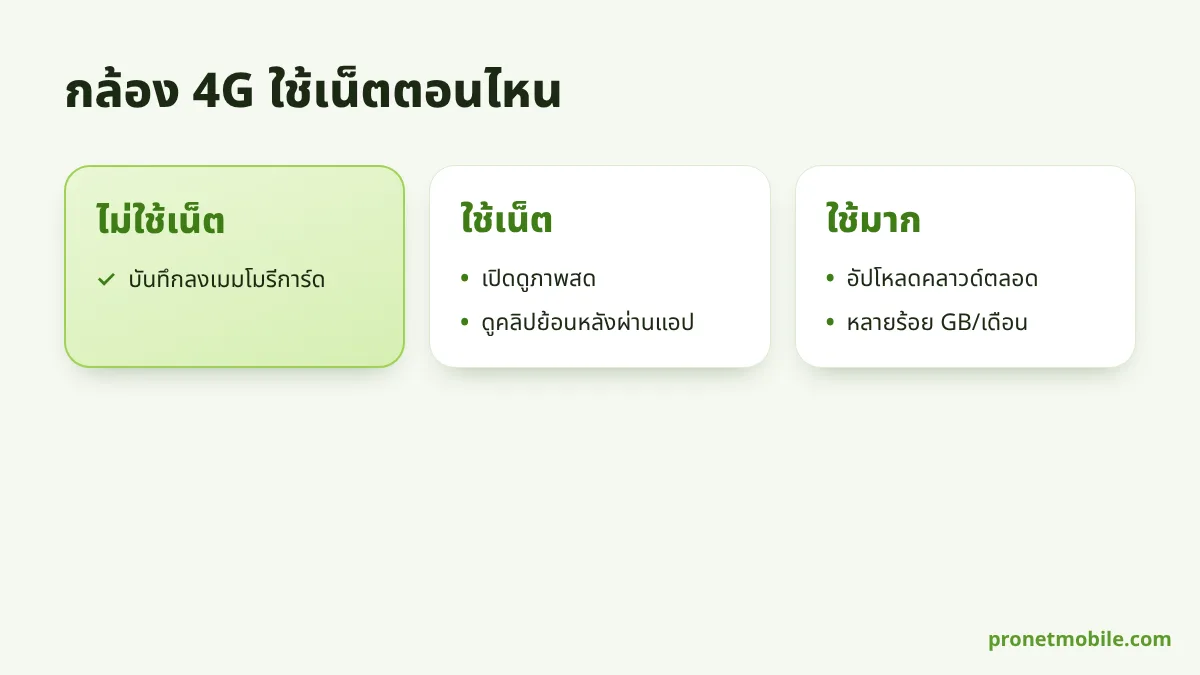 กล้อง 4G ใช้เน็ตตอนไหน
ไม่ใช้เน็ต
บันทึกลงเมมโมรีการ์ด
ใช้เน็ต
เปิดดูภาพสด
ดูคลิปย้อนหลังผ่านแอป
ใช้มาก
อัปโหลดคลาวด์ตลอด
หลายร้อย GB/เดือน
pronetmobile.com